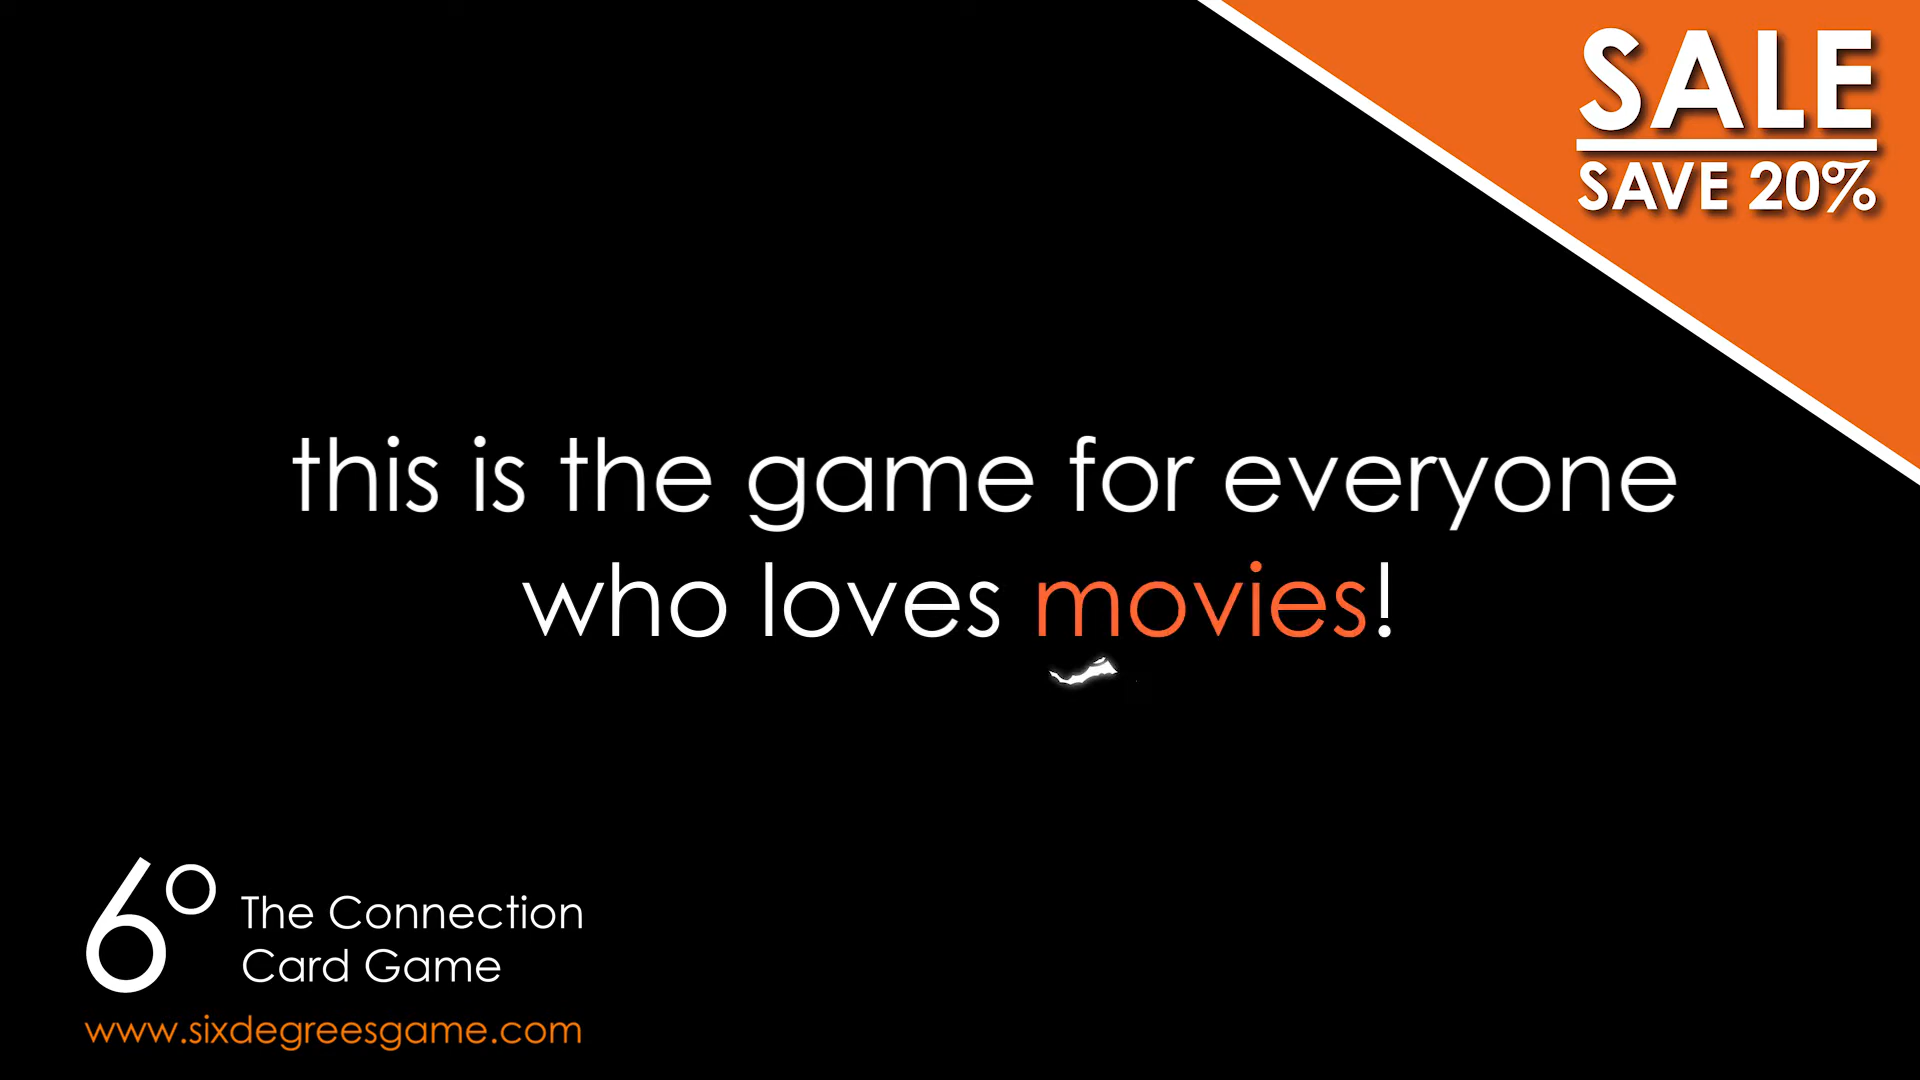 SALE
SAVE 20%
this is the game for everyone
who loves movies!
6°
The Connection
Card Game
www.sixdegreesgame.com